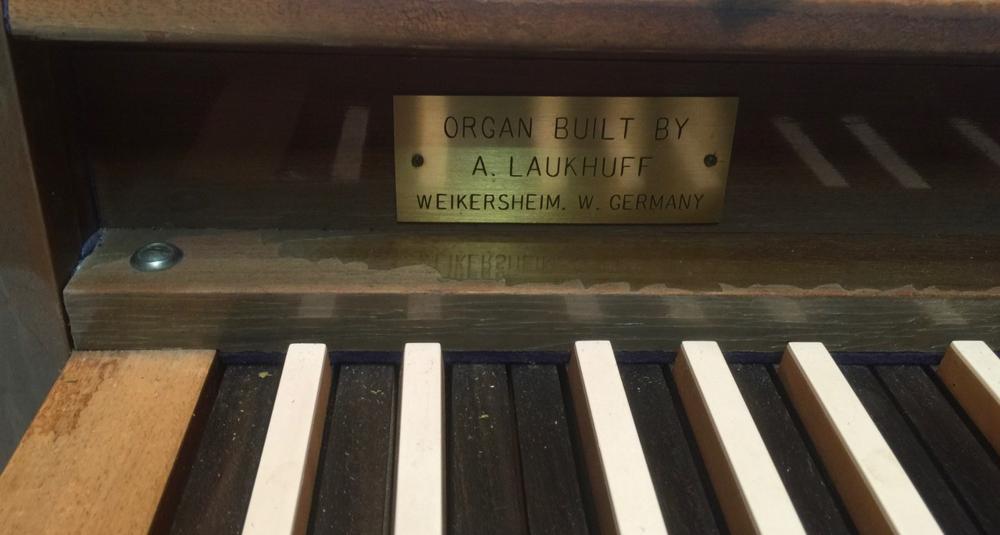 ORGAN BUILT BY
A. LAUKHUFF
WEIKERSHEIM. W. GERMANY